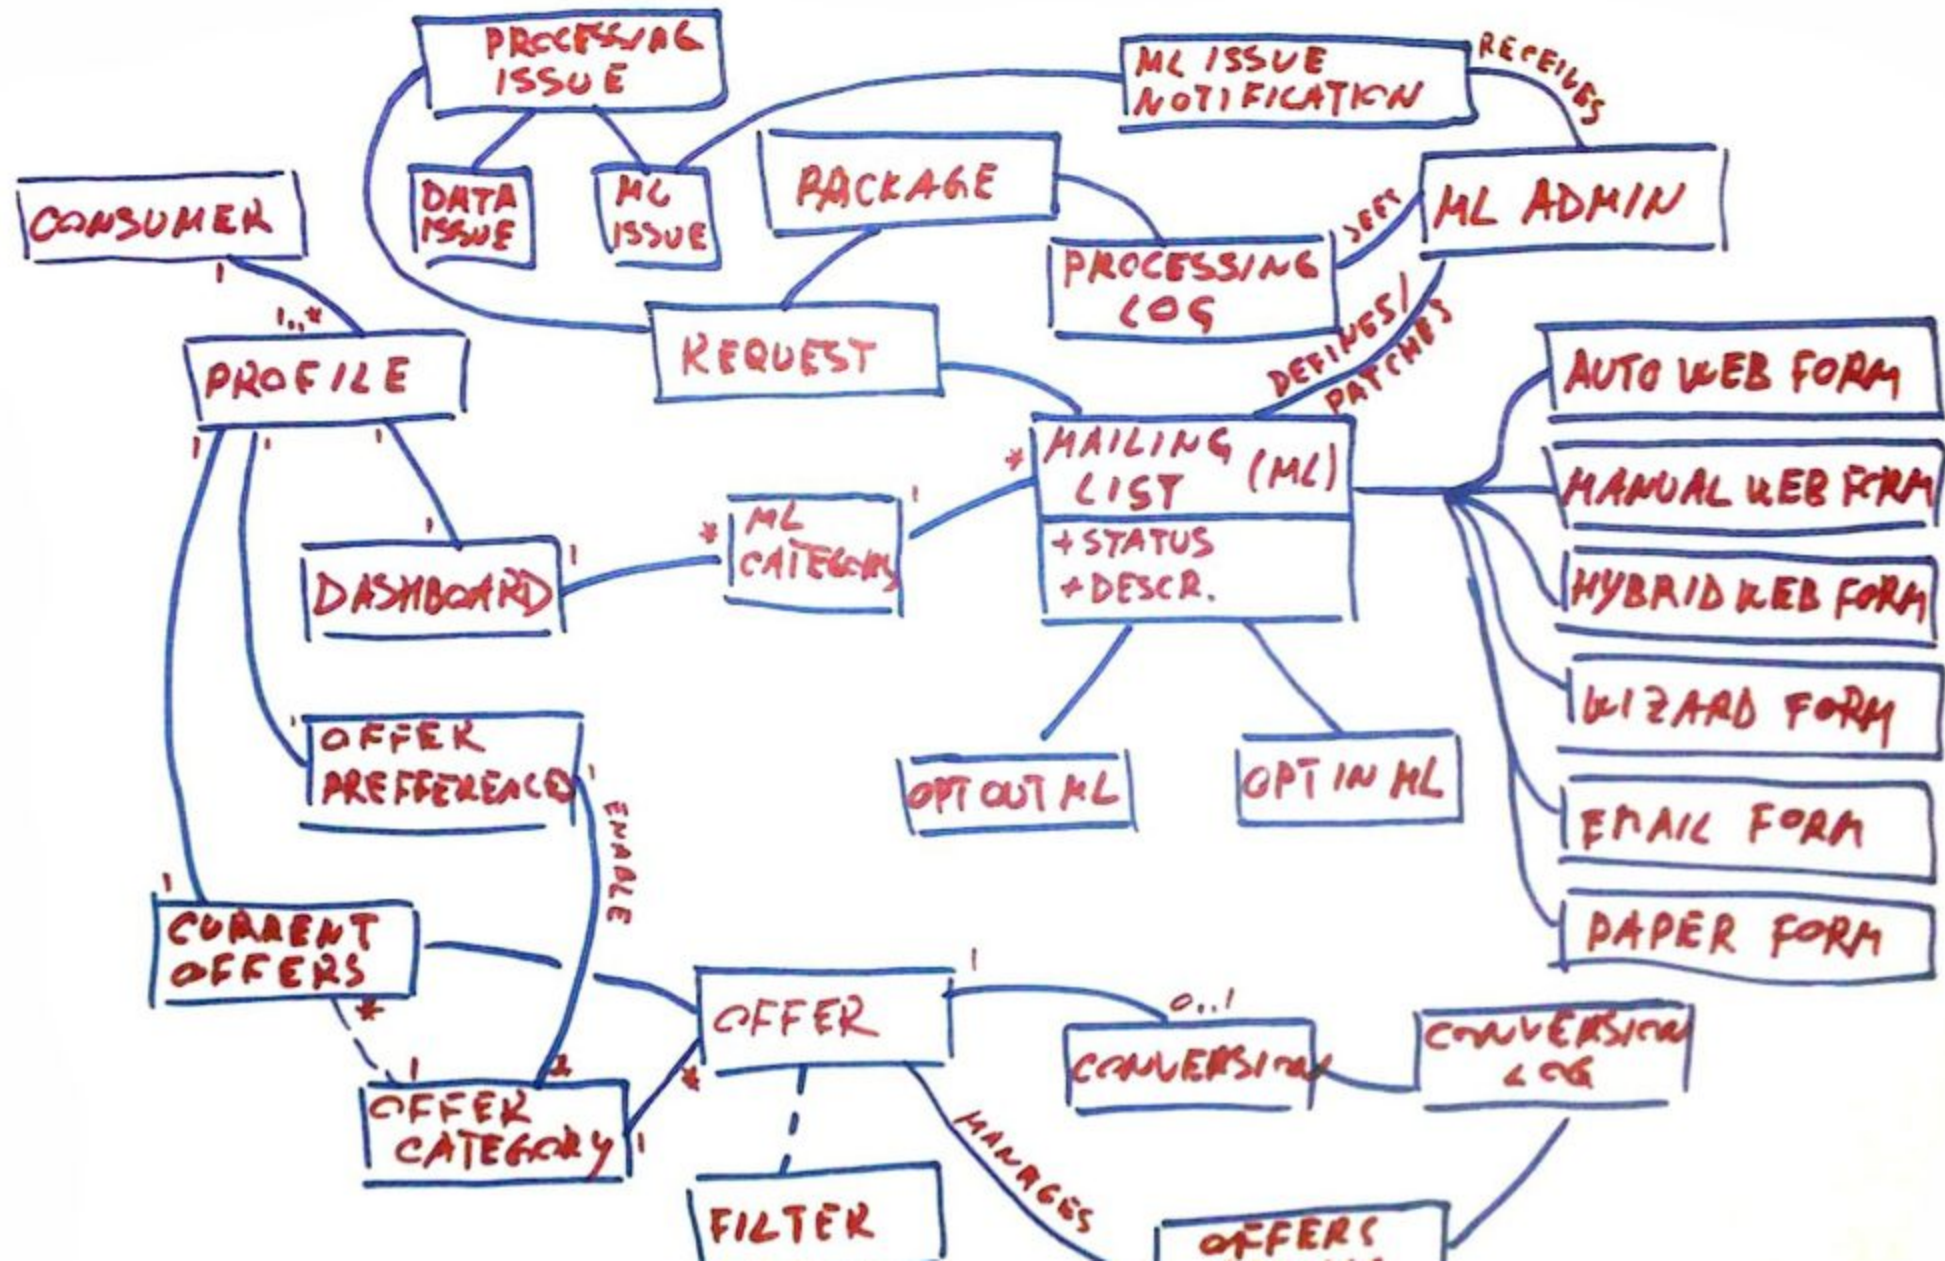 PROCESSING
ISSUE
ML ISSUE
NOTIFICATION
RECEIVES
DATA
ISSUE
ML
ISSUE
PACKAGE
ML ADMIN
CONSUMER
SEES
PROCESSING
LOG
1
1..*
DEFINES/
PATCHES
PROFILE
REQUEST
AUTO WEB FORM
1
1
1
MAILING
LIST
(ML)
*
MANUAL WEB FORM
1
ML
CATEGORY
1
*
1
+STATUS
+DESCR.
DASHBOARD
HYBRID WEB FORM
WIZARD FORM
1
OFFER
PREFFERENCES
1
ENABLE
OPT OUT ML
OPT IN ML
EMAIL FORM
1
CURRENT
OFFERS
*
PAPER FORM
1
0..1
OFFER
CONVERSION
CONVERSION
LOG
1
*
*
OFFER
CATEGORY
1
MANAGES
FILTER
OFFERS